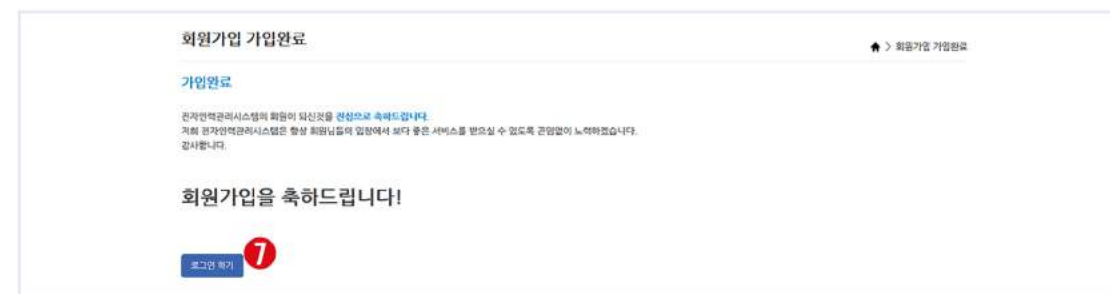 회원가입 가입완료
> 회원가입 가입완료
가입완료
전자인력관리시스템의 회원이 되신것을 진심으로 축하드립니다.
저희 전자인력관리시스템은 항상 회원님들의 입장에서 보다 좋은 서비스를 받으실 수 있도록 끈임없이 노력하겠습니다.
감사합니다.
회원가입을 축하드립니다!
로그인 하기 7